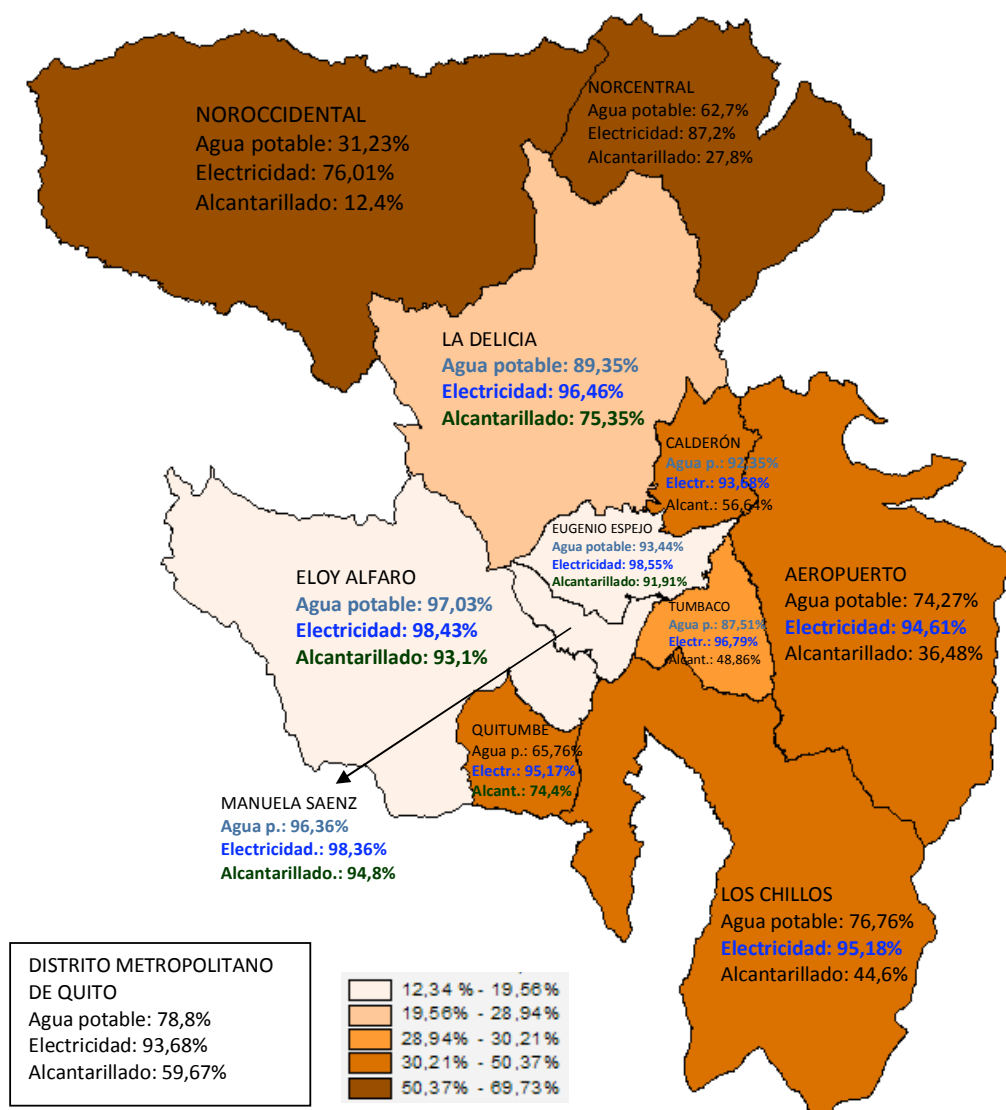 NOROCCIDENTAL
Agua potable: 31,23%
Electricidad: 76,01%
Alcantarillado: 12,4%
NORCENTRAL
Agua potable: 62,7%
Electricidad: 87,2%
Alcantarillado: 27,8%
LA DELICIA
Agua potable: 89,35%
Electricidad: 96,46%
Alcantarillado: 75,35%
CALDERÓN
Agua p.: 92,35%
Electr.: 93,68%
Alcant.: 56,64%
EUGENIO ESPEJO
Agua potable: 93,44%
Electricidad: 98,55%
Alcantarillado: 91,91%
ELOY ALFARO
Agua potable: 97,03%
Electricidad: 98,43%
Alcantarillado: 93,1%
AEROPUERTO
Agua potable: 74,27%
Electricidad: 94,61%
Alcantarillado: 36,48%
TUMBACO
Agua p.: 87,51%
Electr.: 96,79%
Alcant.: 48,86%
QUITUMBE
Agua p.: 65,76%
Electr.: 95,17%
Alcant.: 74,4%
MANUELA SAENZ
Agua p.: 96,36%
Electricidad.: 98,36%
Alcantarillado.: 94,8%
LOS CHILLOS
Agua potable: 76,76%
Electricidad: 95,18%
Alcantarillado: 44,6%
DISTRITO METROPOLITANO
DE QUITO
Agua potable: 78,8%
Electricidad: 93,68%
Alcantarillado: 59,67%
12,34 % - 19,56%
19,56% - 28,94%
28,94% - 30,21%
30,21% - 50,37%
50,37% - 69,73%